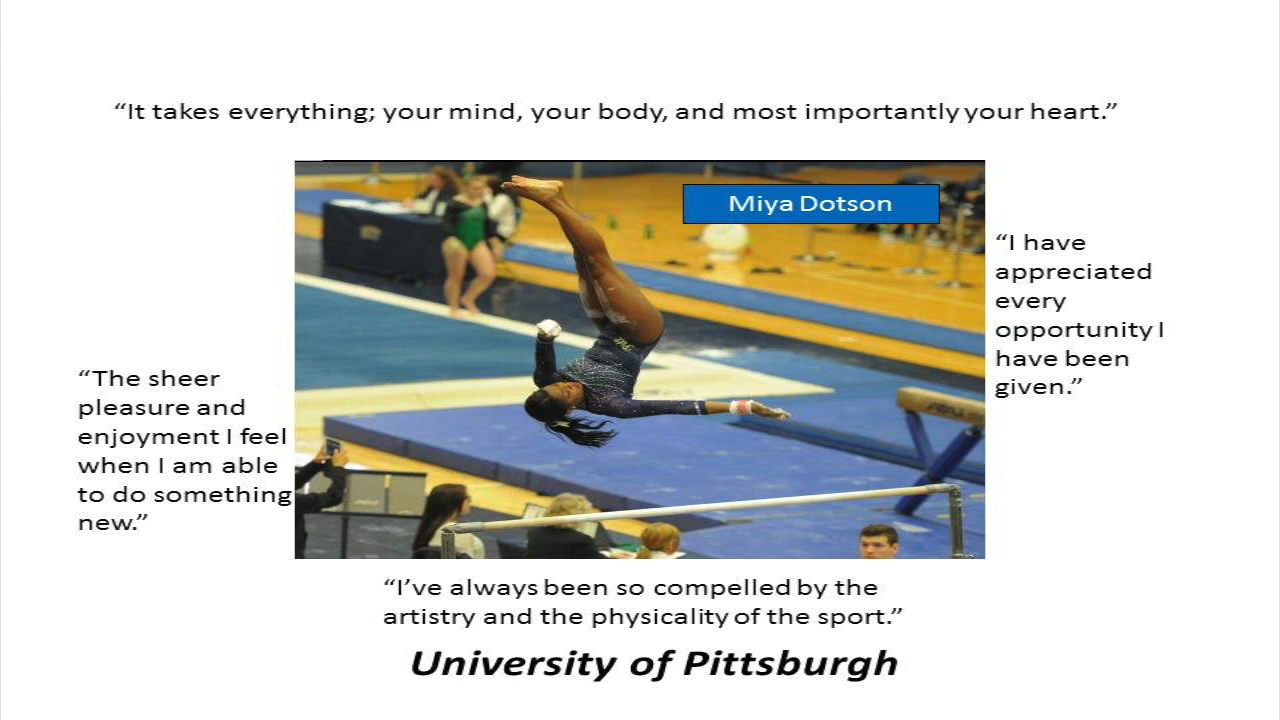 “It takes everything; your mind, your body, and most importantly your heart.”
Miya Dotson
“I have
appreciated
every
opportunity I
have been
given.”
“The sheer
pleasure and
enjoyment I feel
when I am able
to do something
new.”
“I’ve always been so compelled by the
artistry and the physicality of the sport.”
University of Pittsburgh